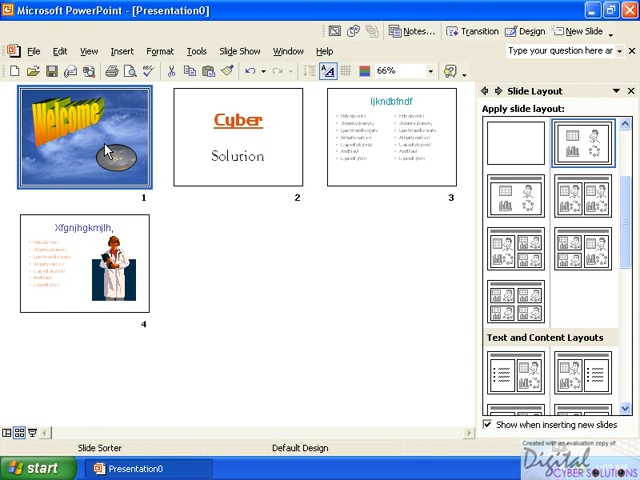 Microsoft PowerPoint - [Presentation0]
Notes... Transition Design New Slide
File Edit View Insert Format Tools Slide Show Window Help
Type your question here ar
66%
Slide Layout
Apply slide layout:
Welcome
1
Cyber
Solution
2
ljkndbfndf
3
Xfgnjhgkmjlh,
4
Text and Content Layouts
Show when inserting new slides
Slide Sorter Default Design
Created with an evaluation copy of
Digital
CYBER SOLUTIONS
start Presentation0